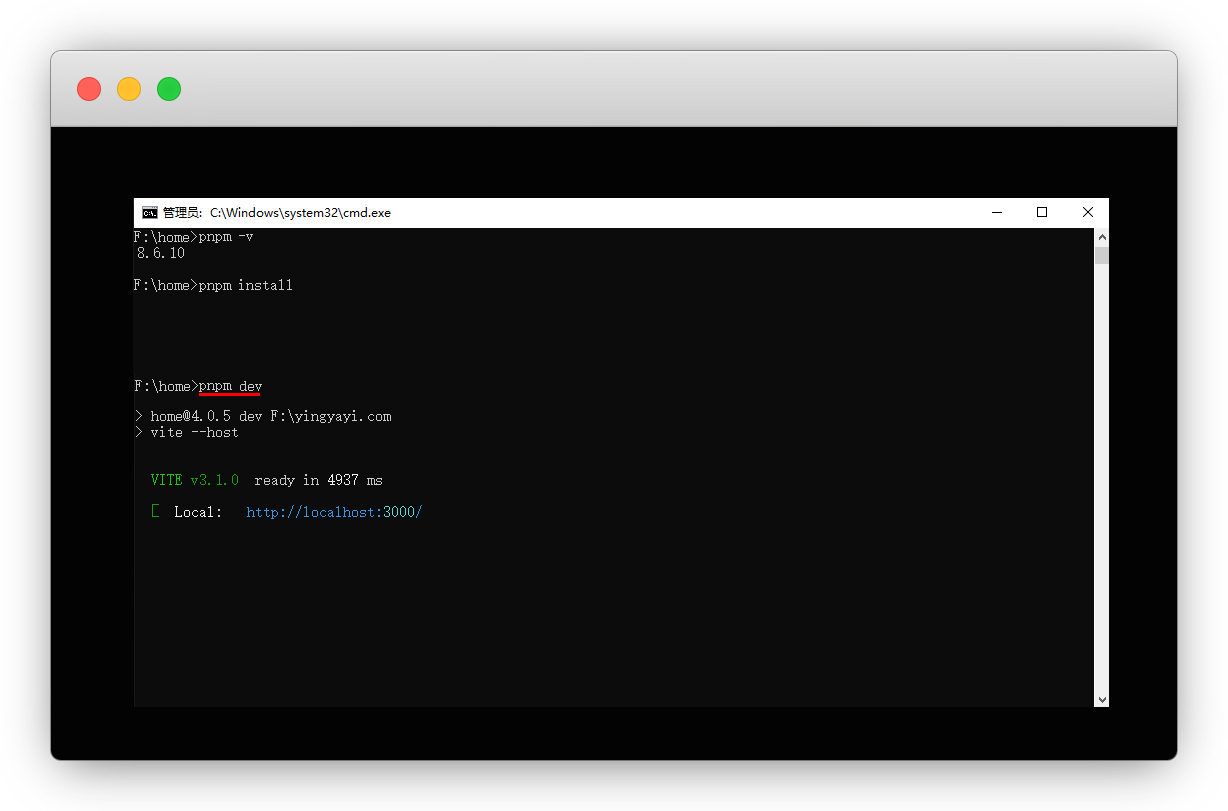 管理员: C:\Windows\system32\cmd.exe
F:\home>pnpm -v
8.6.10
F:\home>pnpm install
F:\home>pnpm dev
> home@4.0.5 dev F:\yingyayi.com
> vite --host
VITE v3.1.0 ready in 4937 ms
Local: http://localhost:3000/